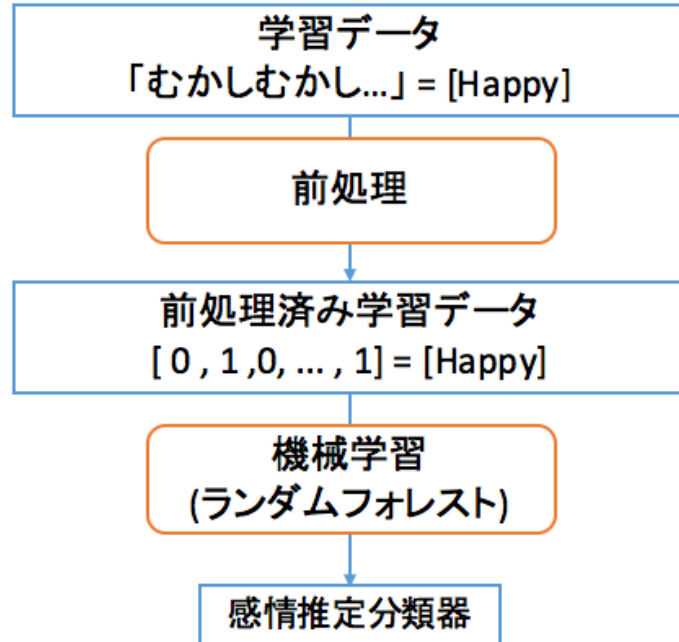 学習データ
「むかしむかし...」 = [Happy]
前処理
前処理済み学習データ
[ 0 , 1 ,0, ... , 1] = [Happy]
機械学習
(ランダムフォレスト)
感情推定分類器